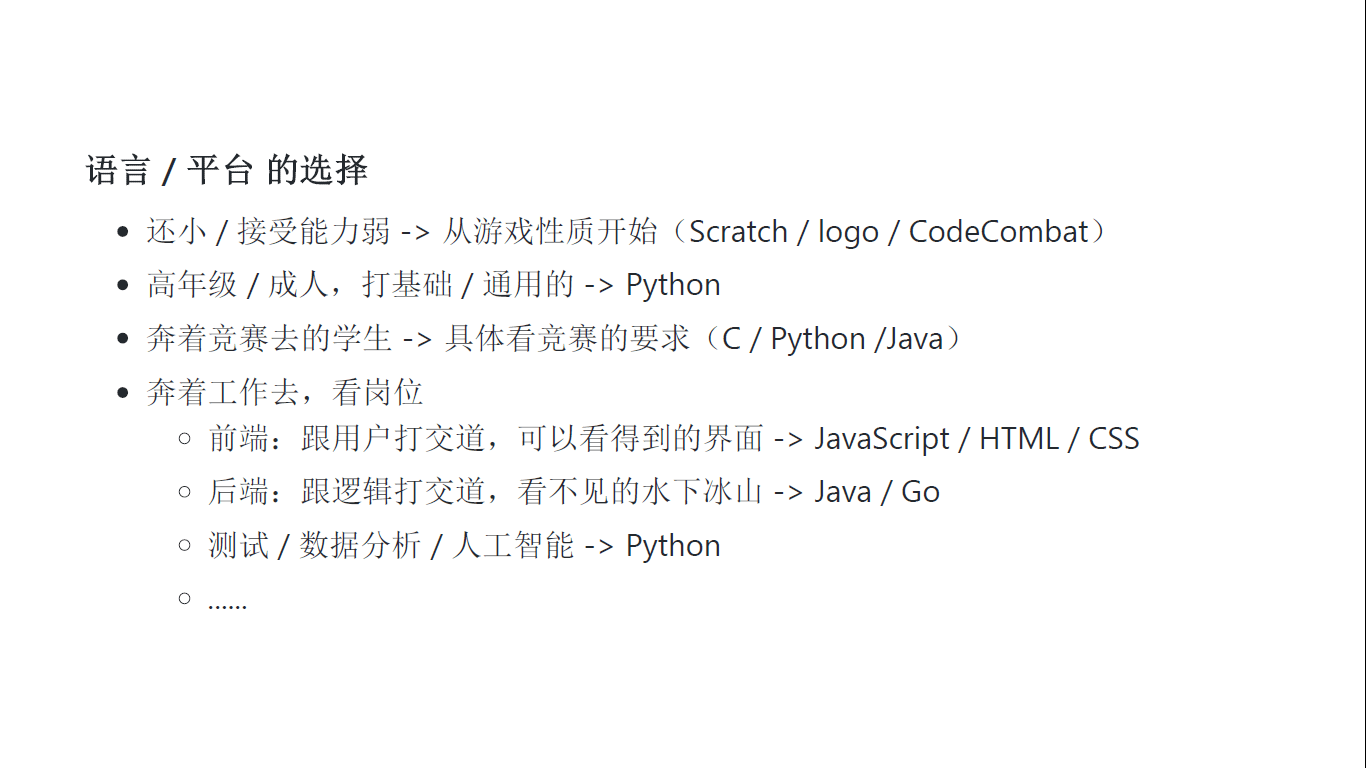 语言 / 平台 的选择
还小 / 接受能力弱 -> 从游戏性质开始（Scratch / logo / CodeCombat）
高年级 / 成人，打基础 / 通用的 -> Python
奔着竞赛去的学生 -> 具体看竞赛的要求（C / Python /Java）
奔着工作去，看岗位
前端：跟用户打交道，可以看得到的界面 -> JavaScript / HTML / CSS
后端：跟逻辑打交道，看不见的水下冰山 -> Java / Go
测试 / 数据分析 / 人工智能 -> Python
......